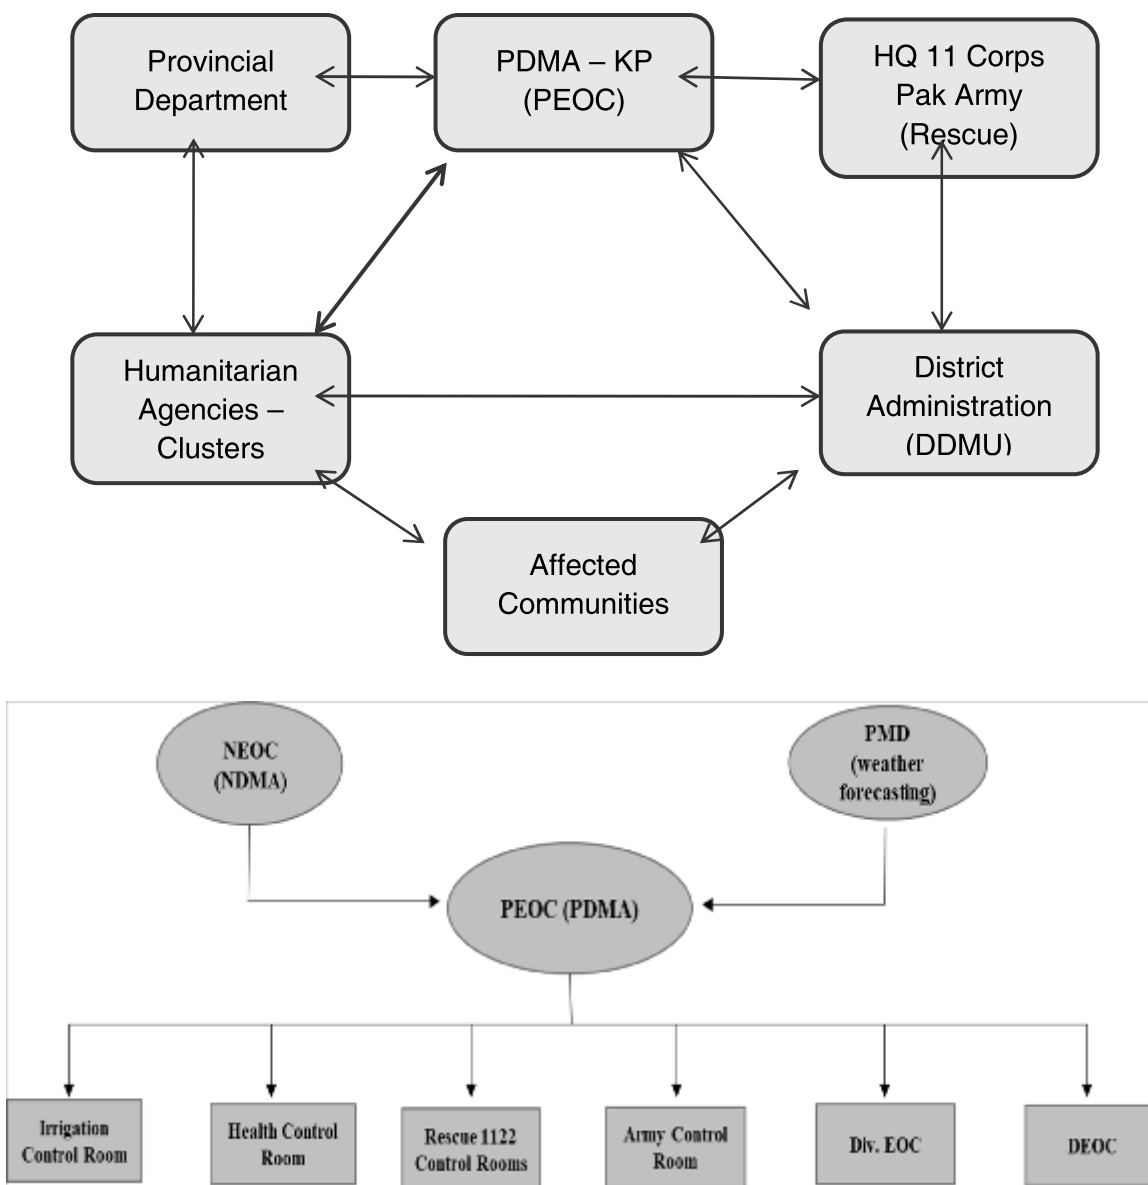 Provincial
Department
PDMA – KP
(PEOC)
HQ 11 Corps
Pak Army
(Rescue)
Humanitarian
Agencies –
Clusters
District
Administration
(DDMU)
Affected
Communities
NEOC
(NDMA)
PMD
(weather
forecasting)
PEOC (PDMA)
Irrigation
Control Room
Health Control
Room
Rescue 1122
Control Rooms
Army Control
Room
Div. EOC
DEOC